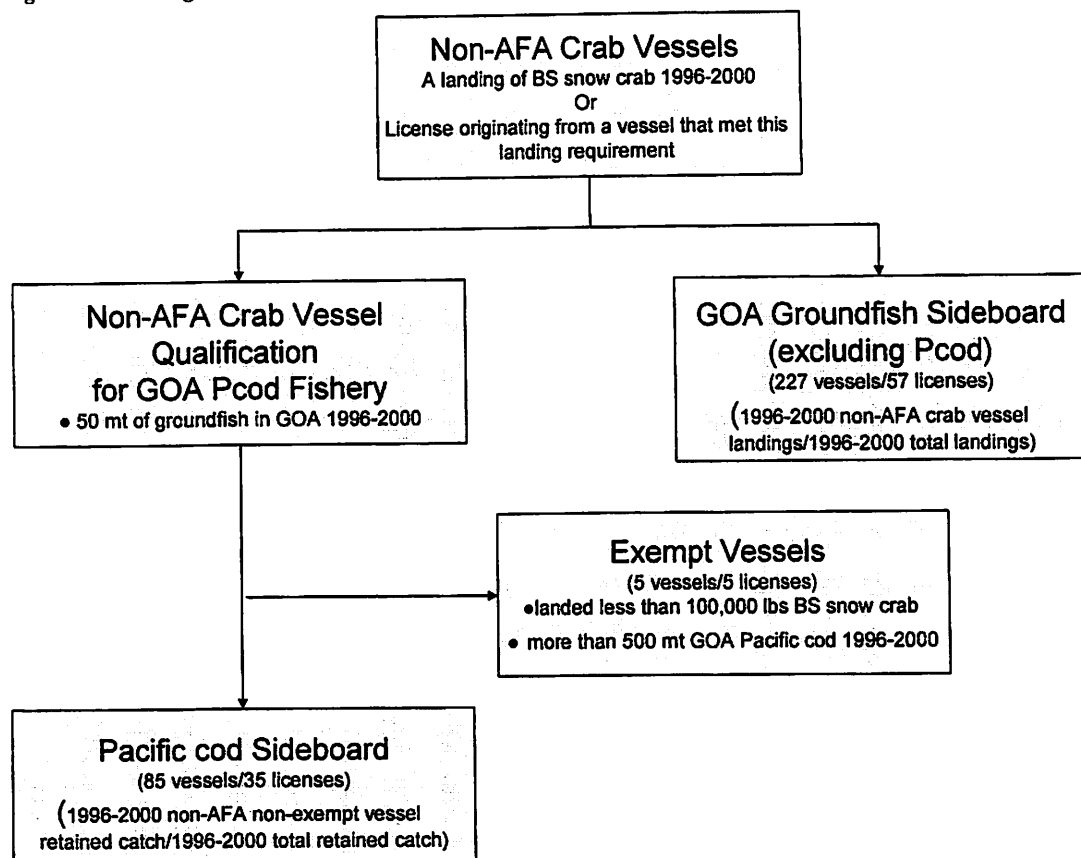 Non-AFA Crab Vessels
A landing of BS snow crab 1996-2000
Or
License originating from a vessel that met this
landing requirement
Non-AFA Crab Vessel
Qualification
for GOA Pcod Fishery
• 50 mt of groundfish in GOA 1996-2000
GOA Groundfish Sideboard
(excluding Pcod)
(227 vessels/57 licenses)
(1996-2000 non-AFA crab vessel
landings/1996-2000 total landings)
Exempt Vessels
(5 vessels/5 licenses)
•landed less than 100,000 lbs BS snow crab
• more than 500 mt GOA Pacific cod 1996-2000
Pacific cod Sideboard
(85 vessels/35 licenses)
(1996-2000 non-AFA non-exempt vessel
retained catch/1996-2000 total retained catch)